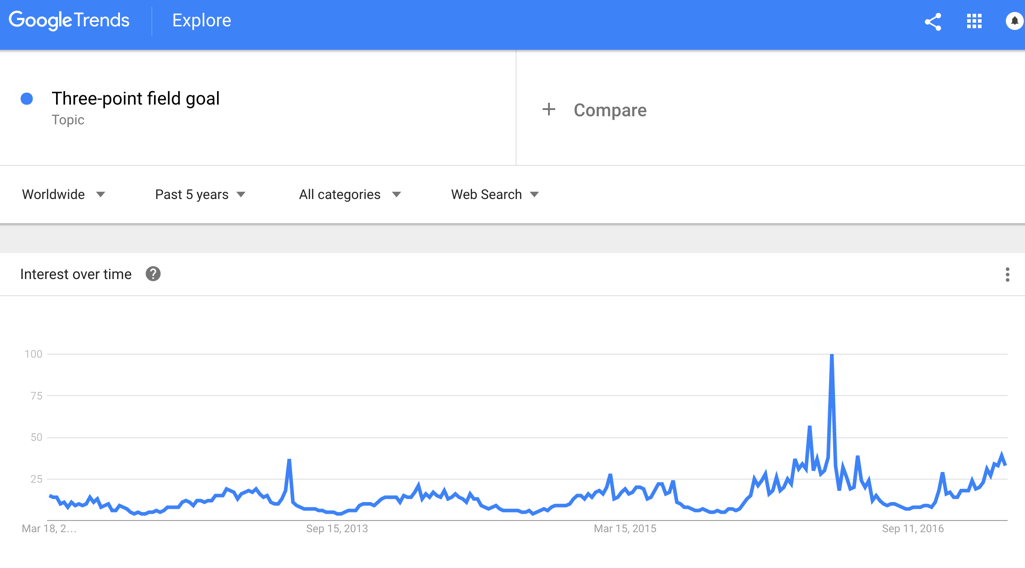 Google Trends Explore
Three-point field goal
Topic
+ Compare
Worldwide Past 5 years All categories Web Search
Interest over time ?
100
75
50
25
Mar 18, 2… Sep 15, 2013 Mar 15, 2015 Sep 11, 2016